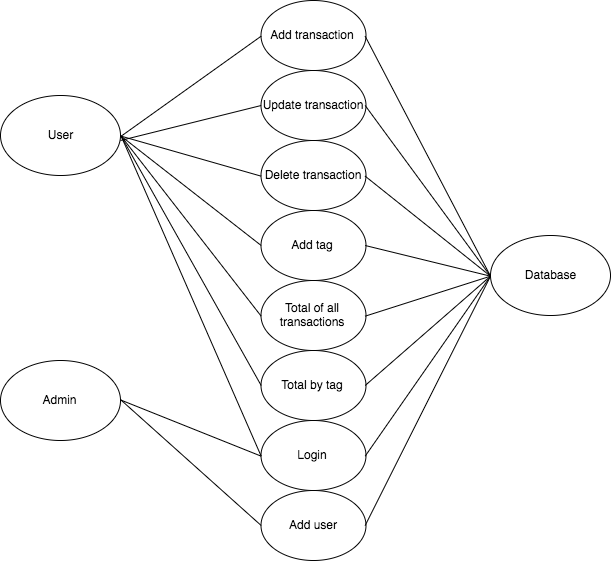 Add transaction
Update transaction
User
Delete transaction
Add tag
Database
Total of all
transactions
Total by tag
Admin
Login
Add user